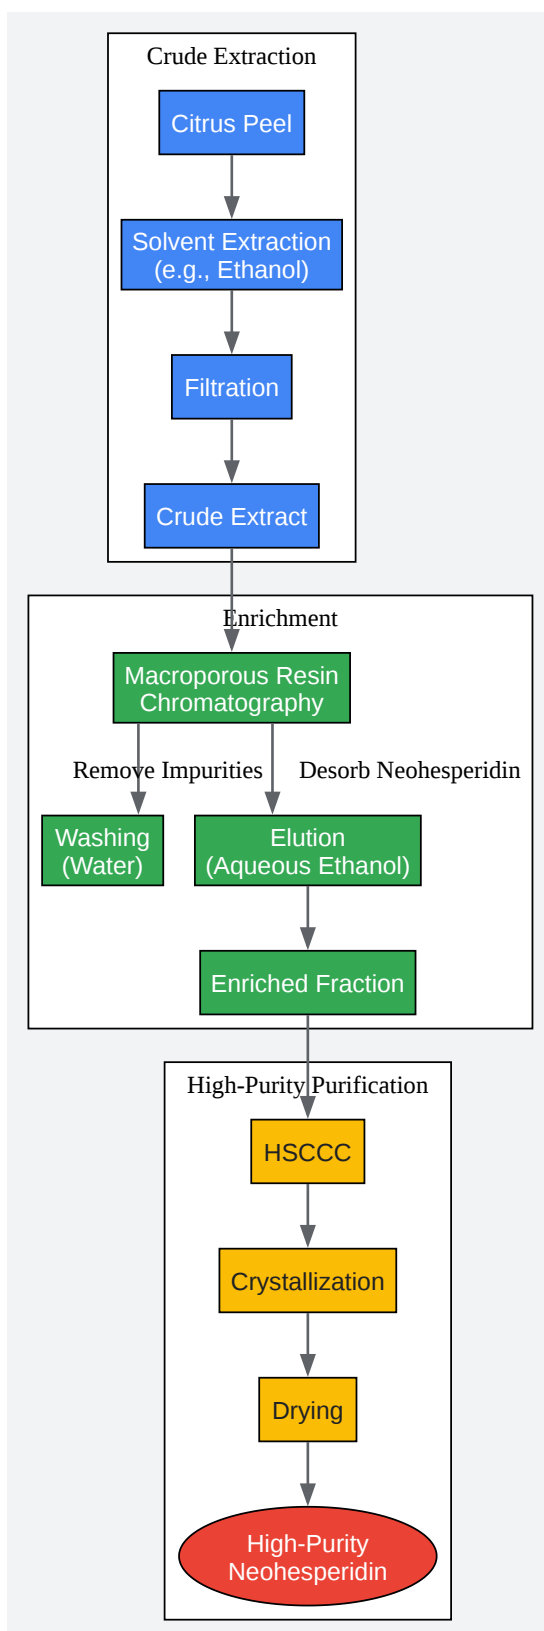 Crude Extraction
Citrus Peel
Solvent Extraction
(e.g., Ethanol)
Filtration
Crude Extract
Enrichment
Macroporous Resin
Chromatography
Remove Impurities
Desorb Neohesperidin
Washing
(Water)
Elution
(Aqueous Ethanol)
Enriched Fraction
High-Purity Purification
HSCCC
Crystallization
Drying
High-Purity
Neohesperidin